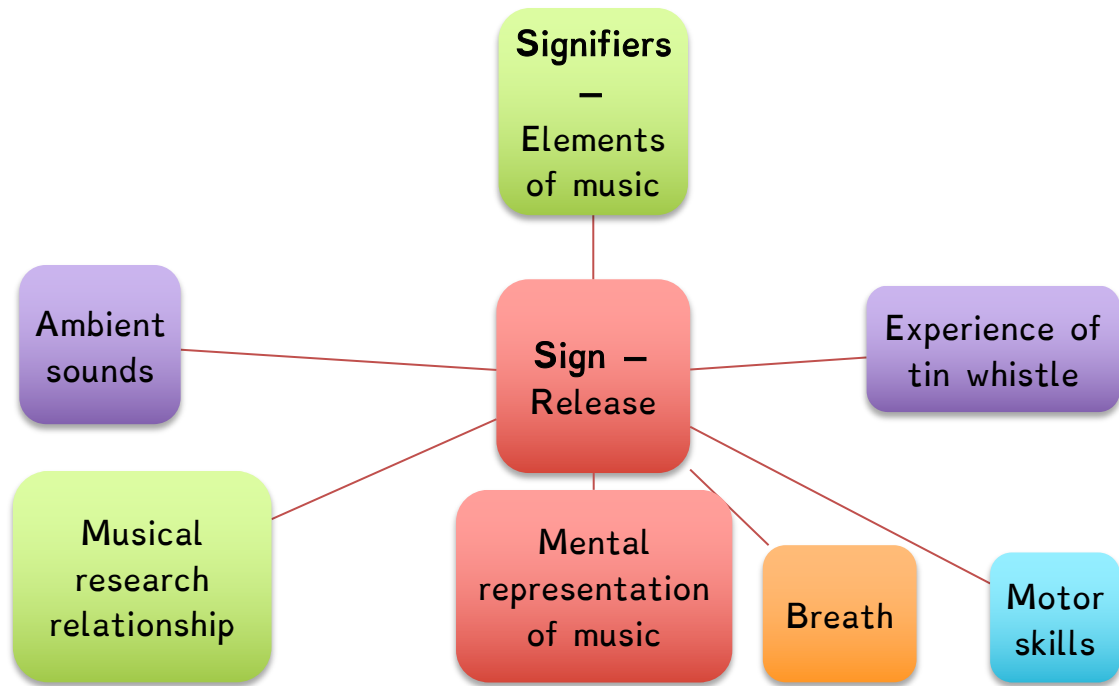 Signifiers
–
Elements
of music
Ambient
sounds
Sign –
Release
Experience of
tin whistle
Musical
research
relationship
Mental
representation
of music
Breath
Motor
skills